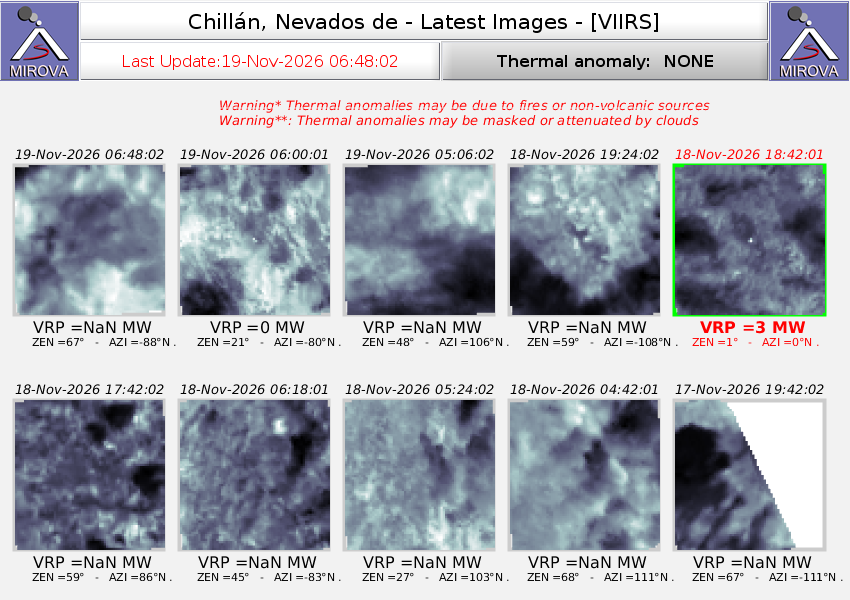 Chillán, Nevados de - Latest Images - [VIIRS]
MIROVA
Last Update:19-Nov-2026 06:48:02
Thermal anomaly: NONE
MIROVA
Warning* Thermal anomalies may be due to fires or non-volcanic sources
Warning**: Thermal anomalies may be masked or attenuated by clouds
19-Nov-2026 06:48:02
19-Nov-2026 06:00:01
19-Nov-2026 05:06:02
18-Nov-2026 19:24:02
18-Nov-2026 18:42:01
VRP =NaN MW
VRP =0 MW
VRP =NaN MW
VRP =NaN MW
VRP =3 MW
ZEN =67° - AZI =-88°N .
ZEN =21° - AZI =-80°N .
ZEN =48° - AZI =106°N .
ZEN =59° - AZI =-108°N .
ZEN =1° - AZI =0°N .
18-Nov-2026 17:42:02
18-Nov-2026 06:18:01
18-Nov-2026 05:24:02
18-Nov-2026 04:42:01
17-Nov-2026 19:42:02
VRP =NaN MW
VRP =NaN MW
VRP =NaN MW
VRP =NaN MW
VRP =NaN MW
ZEN =59° - AZI =86°N .
ZEN =45° - AZI =-83°N .
ZEN =27° - AZI =103°N .
ZEN =68° - AZI =111°N .
ZEN =67° - AZI =-111°N .